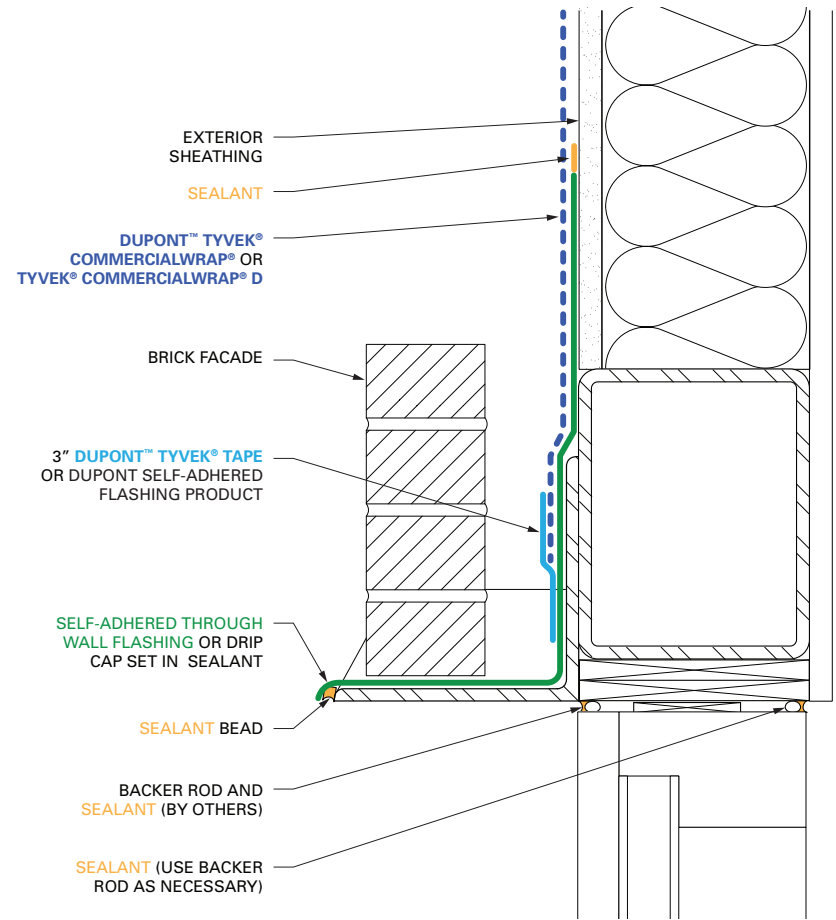 EXTERIOR
SHEATHING
SEALANT
DUPONT™ TYVEK®
COMMERCIALWRAP® OR
TYVEK® COMMERCIALWRAP® D
BRICK FACADE
3” DUPONT™ TYVEK® TAPE
OR DUPONT SELF-ADHERED
FLASHING PRODUCT
SELF-ADHERED THROUGH
WALL FLASHING OR DRIP
CAP SET IN SEALANT
SEALANT BEAD
BACKER ROD AND
SEALANT (BY OTHERS)
SEALANT (USE BACKER
ROD AS NECESSARY)